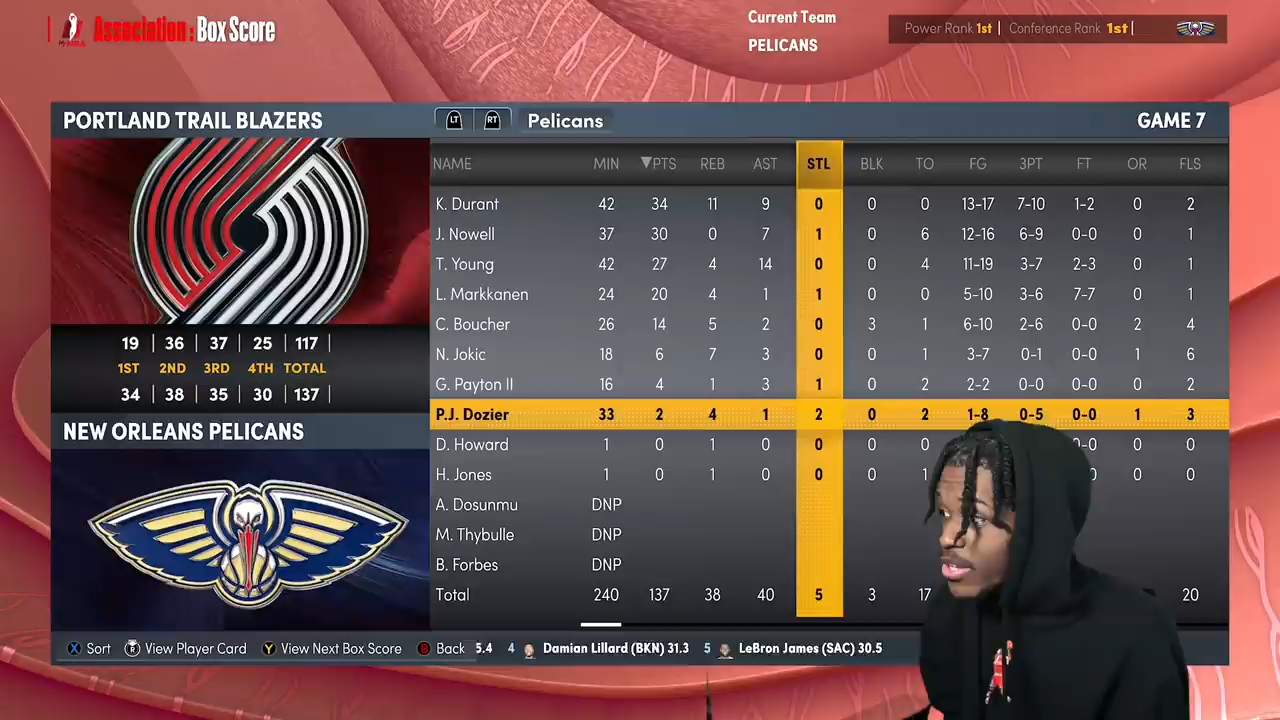 Association : Box Score
Current Team
PELICANS
Power Rank 1st | Conference Rank 1st |
PORTLAND TRAIL BLAZERS
LT RT Pelicans GAME 7
NAME MIN ▼PTS REB AST STL BLK TO FG 3PT FT OR FLS
K. Durant 42 34 11 9 0 0 0 13-17 7-10 1-2 0 2
J. Nowell 37 30 0 7 1 0 6 12-16 6-9 0-0 0 1
T. Young 42 27 4 14 0 0 4 11-19 3-7 2-3 0 1
L. Markkanen 24 20 4 1 1 0 0 5-10 3-6 7-7 0 1
C. Boucher 26 14 5 2 0 3 1 6-10 2-6 0-0 2 4
N. Jokic 18 6 7 3 0 0 1 3-7 0-1 0-0 1 6
G. Payton II 16 4 1 3 1 0 2 2-2 0-0 0-0 0 2
P.J. Dozier 33 2 4 1 2 0 2 1-8 0-5 0-0 1 3
D. Howard 1 0 1 0 0 0 0 0-0 0 0
H. Jones 1 0 1 0 0 0 1 0 0
A. Dosunmu DNP
M. Thybulle DNP
B. Forbes DNP
Total 240 137 38 40 5 3 17 20
19 | 36 | 37 | 25 | 117 |
1ST 2ND 3RD 4TH TOTAL
34 | 38 | 35 | 30 | 137 |
NEW ORLEANS PELICANS
X Sort R View Player Card Y View Next Box Score B Back 5.4 4 Damian Lillard (BKN) 31.3 5 LeBron James (SAC) 30.5